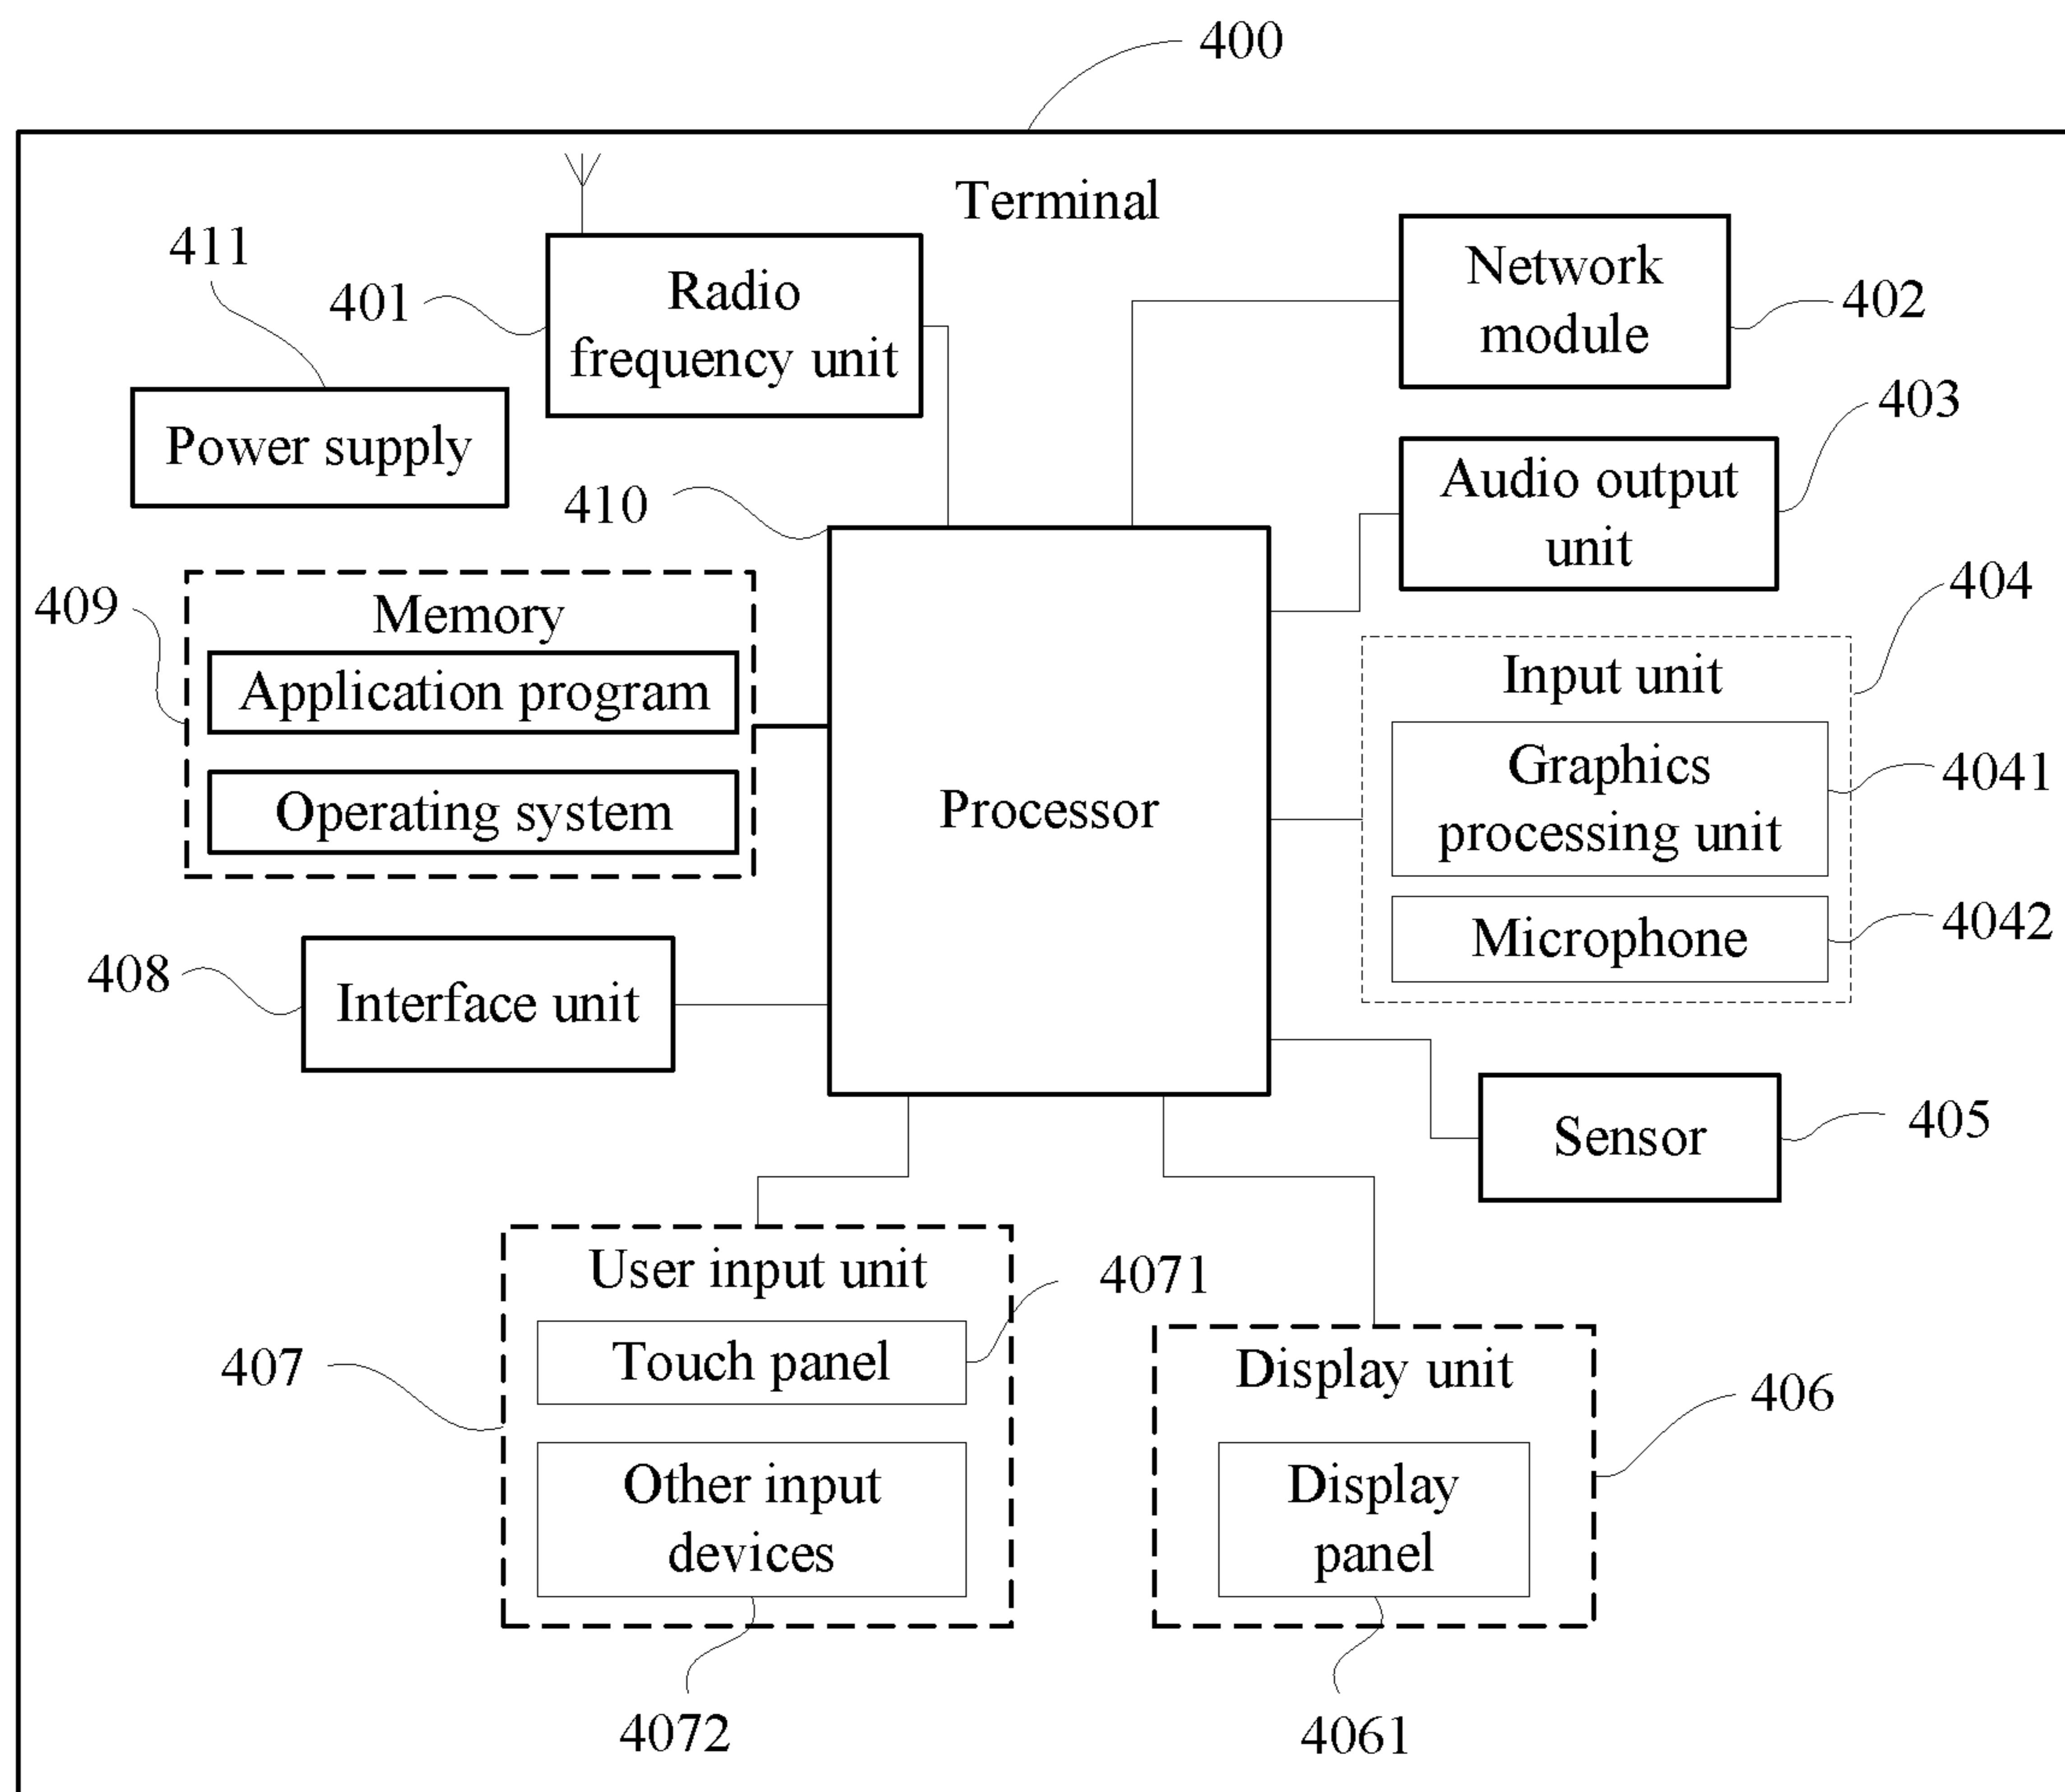 400
Terminal
411
401
Radio
frequency unit
Network
module
402
Power supply
403
Audio output
unit
410
409
Memory
Application program
Operating system
Processor
404
Input unit
Graphics
processing unit
4041
Microphone
4042
408
Interface unit
Sensor
405
User input unit
4071
Touch panel
407
Other input
devices
4072
Display unit
406
Display
panel
4061